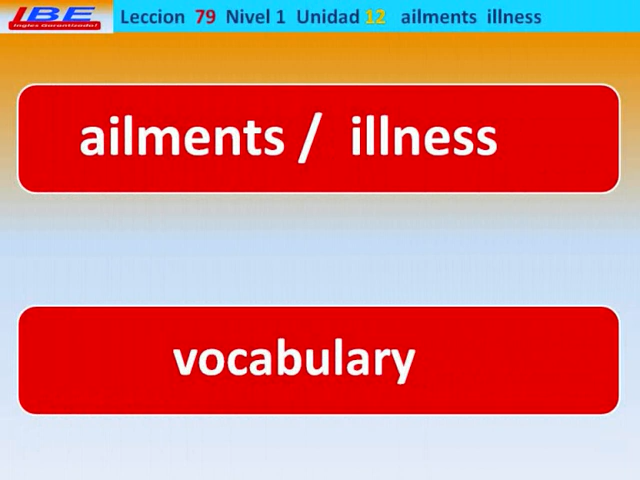 IBE
Ingles Garantizado!
Leccion 79 Nivel 1 Unidad 12 ailments illness
ailments / illness
vocabulary